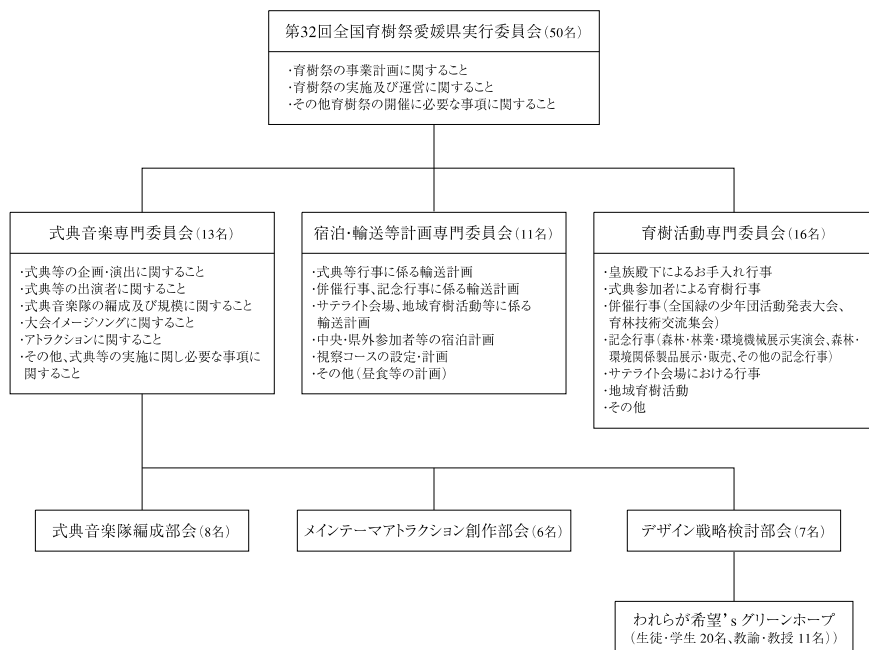 第32回全国育樹祭愛媛県実行委員会（50名）
・育樹祭の事業計画に関すること
・育樹祭の実施及び運営に関すること
・その他育樹祭の開催に必要な事項に関すること
式典音楽専門委員会（13名）
・式典等の企画・演出に関すること
・式典等の出演者に関すること
・式典音楽隊の編成及び規模に関すること
・大会イメージソングに関すること
・アトラクションに関すること
・その他、式典等の実施に関し必要な事項に
関すること
宿泊・輸送等計画専門委員会（11名）
・式典等行事に係る輸送計画
・併催行事、記念行事に係る輸送計画
・サテライト会場、地域育樹活動等に係る
輸送計画
・中央・県外参加者等の宿泊計画
・視察コースの設定・計画
・その他（昼食等の計画）
育樹活動専門委員会（16名）
・皇族殿下によるお手入れ行事
・式典参加者による育樹行事
・併催行事（全国緑の少年団活動発表大会、
育林技術交流集会）
・記念行事（森林・林業・環境機械展示実演会、森林・
環境関係製品展示・販売、その他の記念行事）
・サテライト会場における行事
・地域育樹活動
・その他
式典音楽隊編成部会（8名）
メインテーマアトラクション創作部会（6名）
デザイン戦略検討部会（7名）
われらが希望’s グリーンホープ
（生徒・学生 20名、教諭・教授 11名））